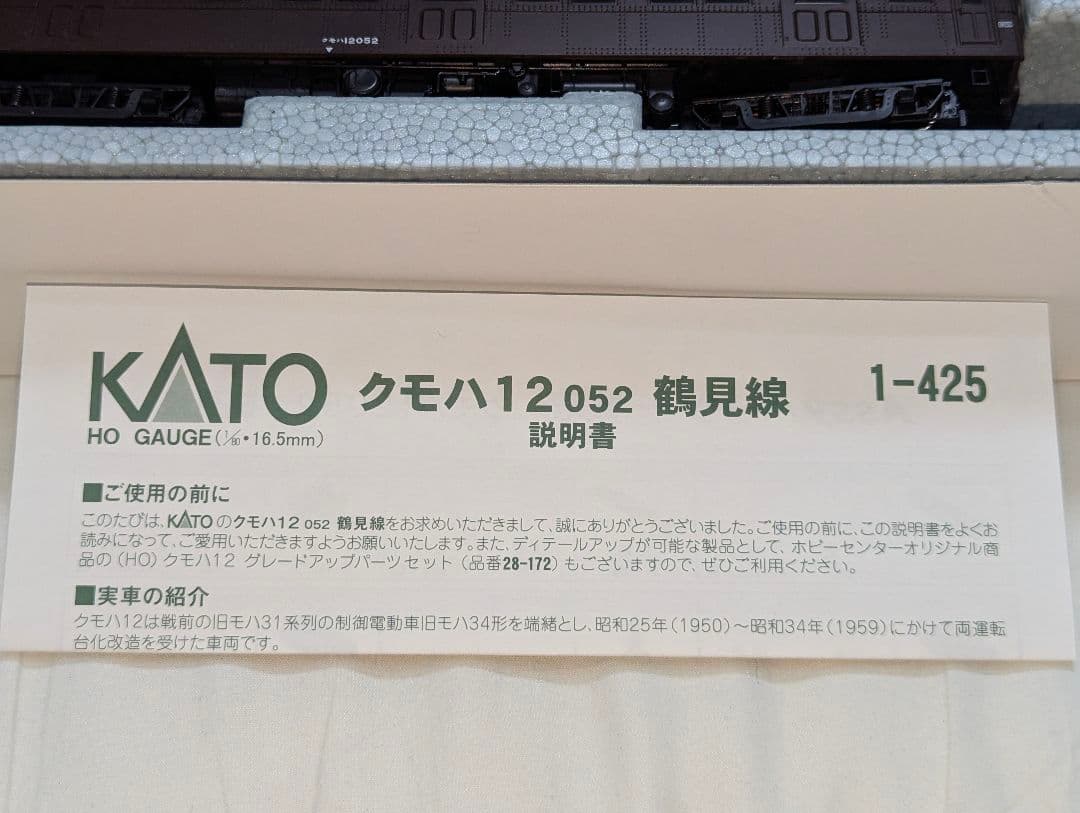 クモハ12052
KATO
クモハ12 052 鶴見線
1-425
HO GAUGE(1/80・16.5mm)
説明書
■ご使用の前に
このたびは、KATOのクモハ12 052 鶴見線をお求めいただきまして、誠にありがとうございました。ご使用の前に、この説明書をよくお
読みになって、ご愛用いただきますようお願いいたします。また、ディテールアップが可能な製品として、ホビーセンターオリジナル商
品の（HO）クモハ12 グレードアップパーツセット（品番28-172）もございますので、ぜひご利用ください。
■実車の紹介
クモハ12は戦前の旧モハ31系列の制御電動車旧モハ34形を端緒とし、昭和25年（1950）～昭和34年（1959）にかけて両運転
台化改造を受けた車両です。